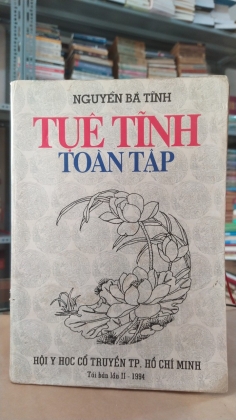 NGUYỄN BÁ TĨNH
TUỆ TĨNH
TOÀN TẬP
HỘI Y HỌC CỔ TRUYỀN TP. HỒ CHÍ MINH
Tái bản lần II - 1994